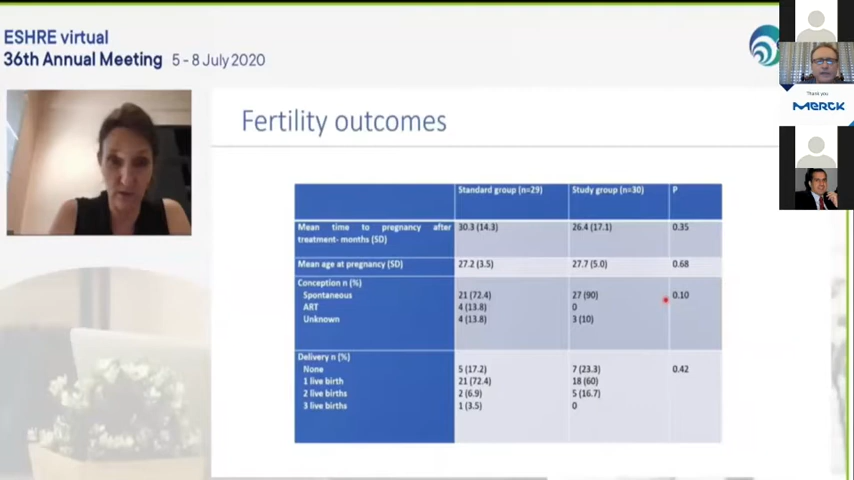 ESHRE virtual
36th Annual Meeting 5 - 8 July 2020
Thank you
MERCK
Fertility outcomes
Standard group (n=29) Study group (n=30) P
Mean time to pregnancy after 30.3 (14.3) 26.4 (17.1) 0.35
treatment- months (SD)
Mean age at pregnancy (SD) 27.2 (3.5) 27.7 (5.0) 0.68
Conception n (%)
Spontaneous 21 (72.4) 27 (90) 0.10
ART 4 (13.8) 0
Unknown 4 (13.8) 3 (10)
Delivery n (%)
None 5 (17.2) 7 (23.3) 0.42
1 live birth 21 (72.4) 18 (60)
2 live births 2 (6.9) 5 (16.7)
3 live births 1 (3.5) 0